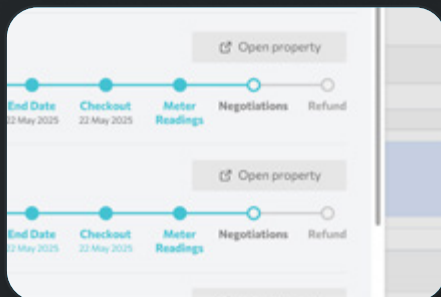 Open property
End Date Checkout Meter Negotiations Refund
22 May 2025 22 May 2025 Readings
Open property
End Date Checkout Meter Negotiations Refund
22 May 2025 22 May 2025 Readings